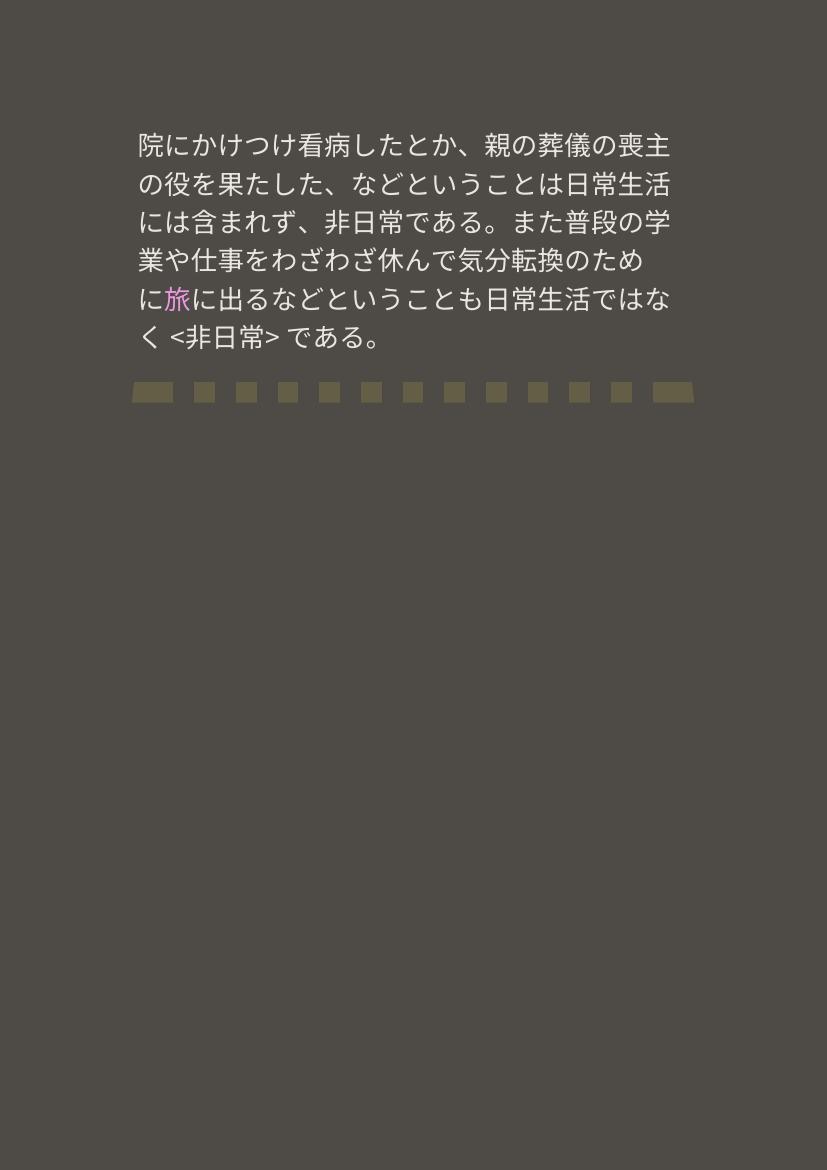 院にかけつけ看病したとか、親の葬儀の喪主
の役を果たした、などということは日常生活
には含まれず、非日常である。また普段の学
業や仕事をわざわざ休んで気分転換のため
に旅に出るなどということも日常生活ではな
く <非日常> である。